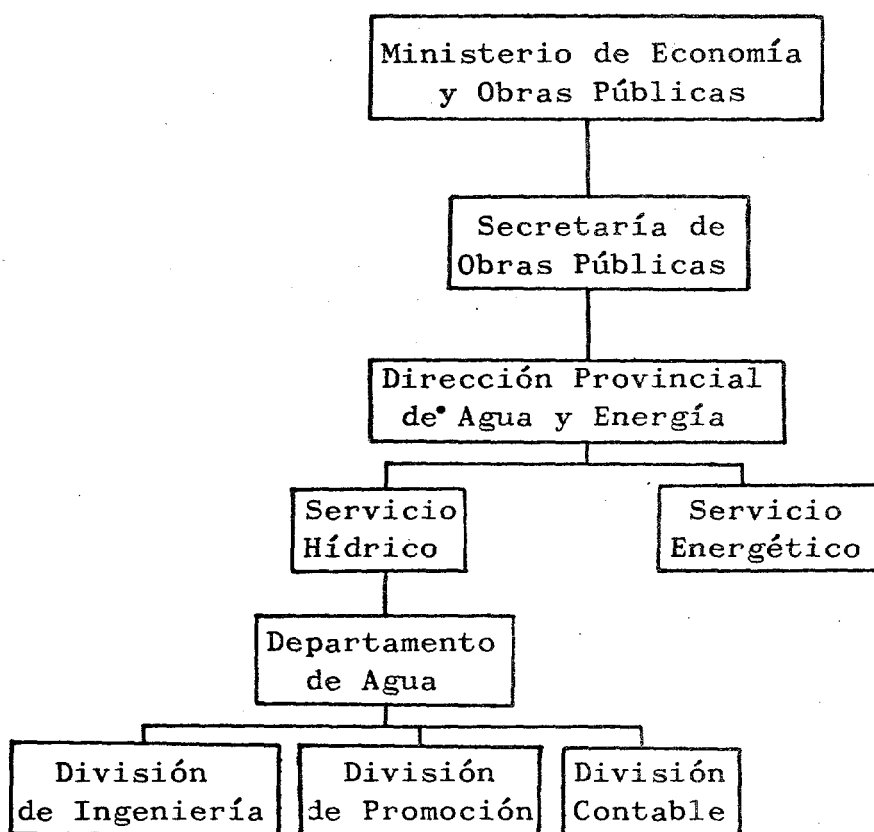 Ministerio de Economía
y Obras Públicas
Secretaría de
Obras Públicas
Dirección Provincial
de Agua y Energía
Servicio
Hídrico
Servicio
Energético
Departamento
de Agua
División
de Ingeniería
División
de Promoción
División
Contable